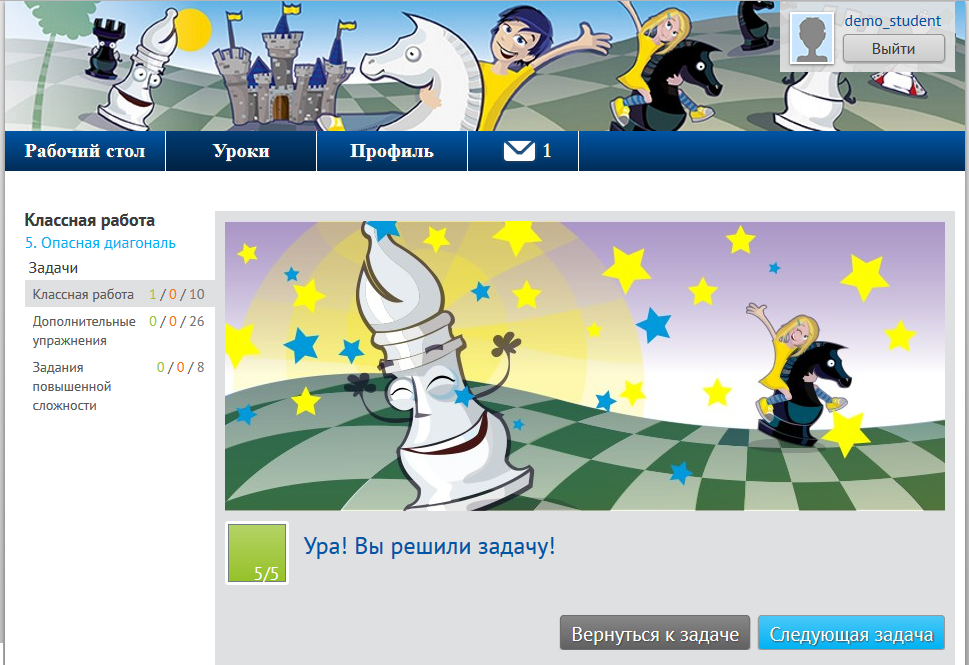 demo_student
Выйти
Рабочий стол
Уроки
Профиль
1
Классная работа
5. Опасная диагональ
Задачи
Классная работа 1 / 0 / 10
Дополнительные 0 / 0 / 26
упражнения
Задания 0 / 0 / 8
повышенной
сложности
Ура! Вы решили задачу!
5/5
Вернуться к задаче
Следующая задача